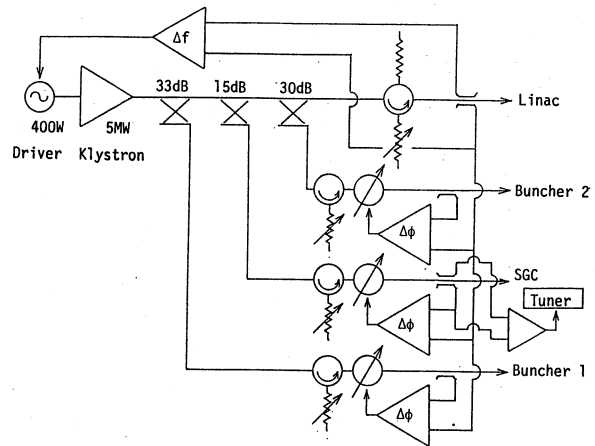 Δf
33dB
15dB
30dB
Linac
400W
5MW
Driver
Klystron
Buncher 2
Δϕ
SGC
Tuner
Δϕ
Buncher 1
Δϕ